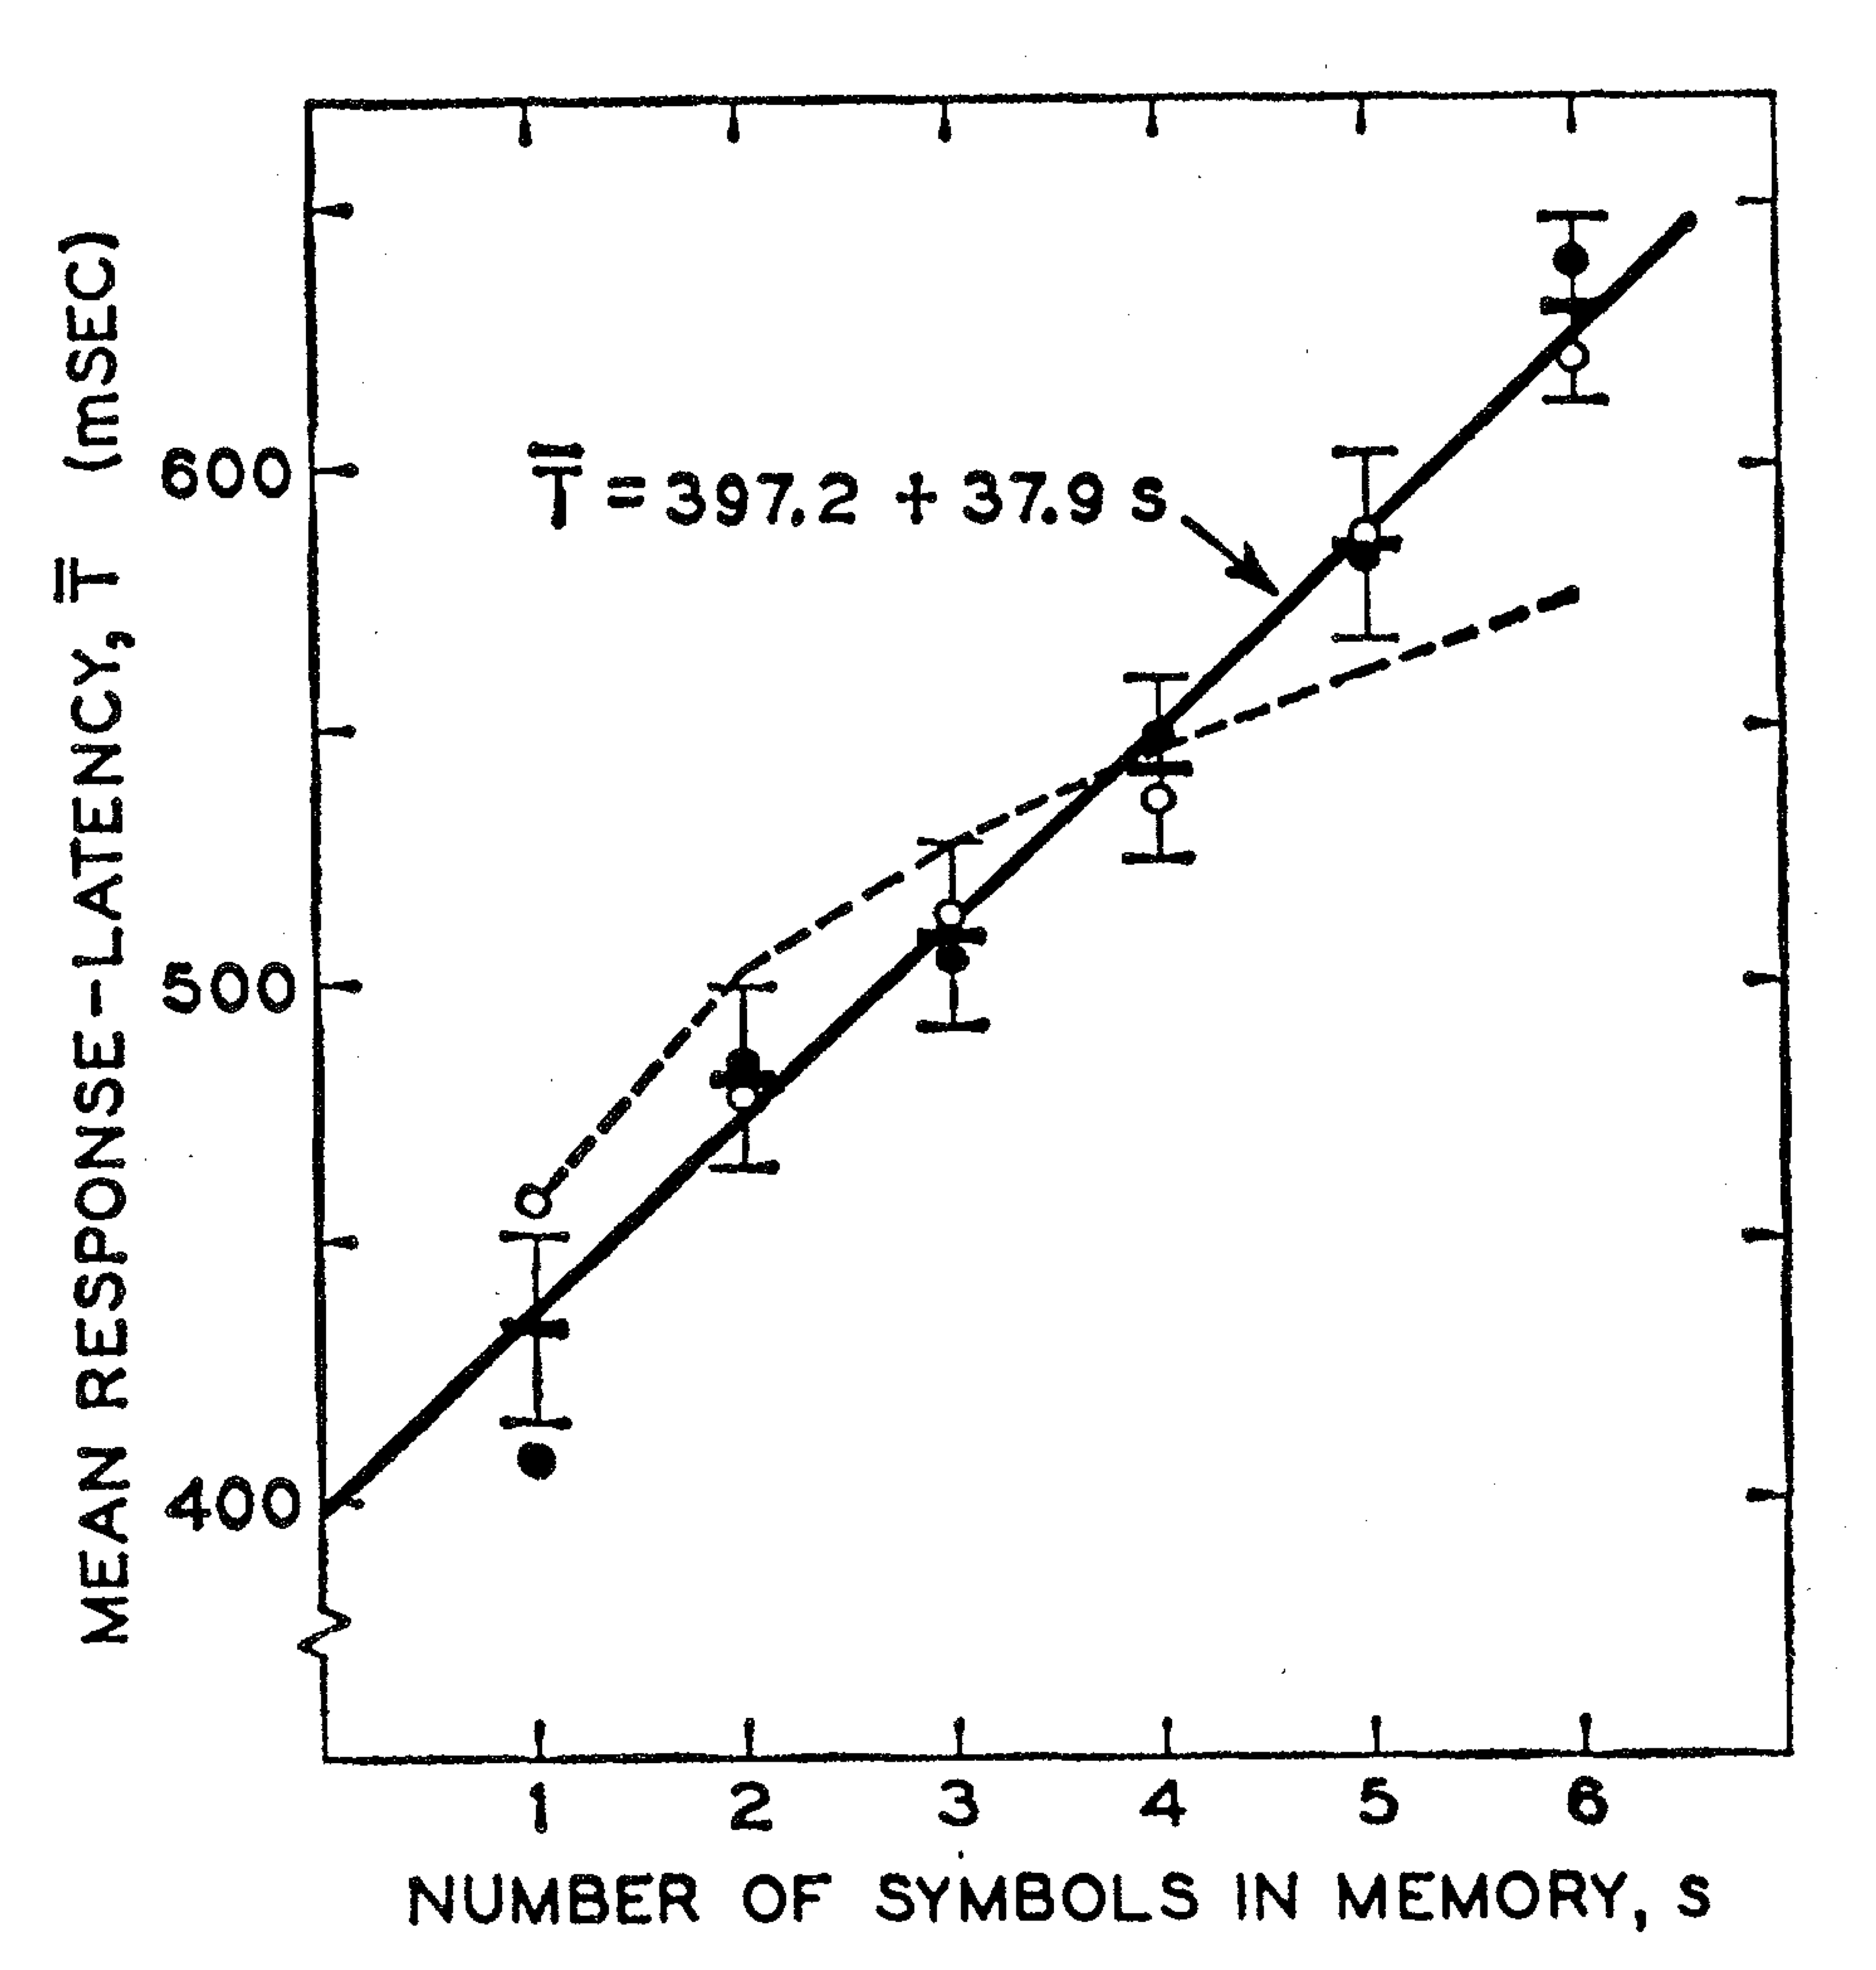 MEAN RESPONSE-LATENCY, T̿ (mSEC)
600
500
400
T̿ = 397.2 + 37.9 s
1 2 3 4 5 6
NUMBER OF SYMBOLS IN MEMORY, s